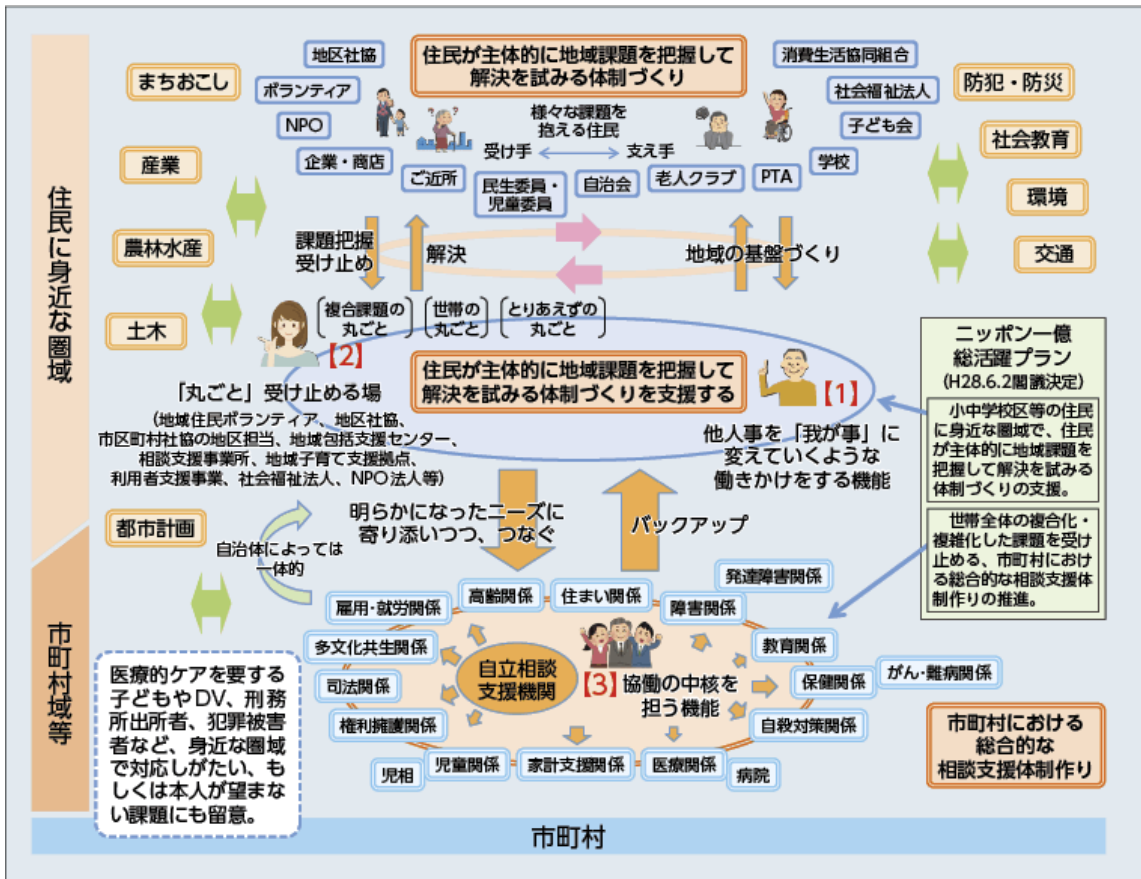 住民に身近な圏域
市町村域等
まちおこし
産業
農林水産
土木
都市計画
地区社協
ボランティア
NPO
企業・商店
ご近所
民生委員・
児童委員
自治会
老人クラブ
PTA
学校
子ども会
社会福祉法人
消費生活協同組合
住民が主体的に地域課題を把握して
解決を試みる体制づくり
様々な課題を
抱える住民
受け手
支え手
防犯・防災
社会教育
環境
交通
課題把握
受け止め
解決
地域の基盤づくり
複合課題の
丸ごと
世帯の
丸ごと
とりあえずの
丸ごと
【2】
住民が主体的に地域課題を把握して
解決を試みる体制づくりを支援する
【1】
「丸ごと」受け止める場
(地域住民ボランティア、地区社協、
市区町村社協の地区担当、地域包括支援センター、
相談支援事業所、地域子育て支援拠点、
利用者支援事業、社会福祉法人、NPO法人等)
他人事を「我が事」に
変えていくような
働きかけをする機能
ニッポン一億
総活躍プラン
(H28.6.2閣議決定)
小中学校区等の住民
に身近な圏域で、住民
が主体的に地域課題を
把握して解決を試みる
体制づくりの支援。
世帯全体の複合化・
複雑化した課題を受け
止める、市町村におけ
る総合的な相談支援体
制作りの推進。
明らかになったニーズに
寄り添いつつ、つなぐ
バックアップ
自治体によっては
一体的
雇用・就労関係
高齢関係
住まい関係
障害関係
発達障害関係
多文化共生関係
教育関係
司法関係
保健関係
がん・難病関係
権利擁護関係
自殺対策関係
児相
児童関係
家計支援関係
医療関係
病院
自立相談
支援機関
【3】
協働の中核を
担う機能
医療的ケアを要する
子どもやDV、刑務
所出所者、犯罪被害
者など、身近な圏域
で対応しがたい、も
しくは本人が望まな
い課題にも留意。
市町村における
総合的な
相談支援体制作り
市町村